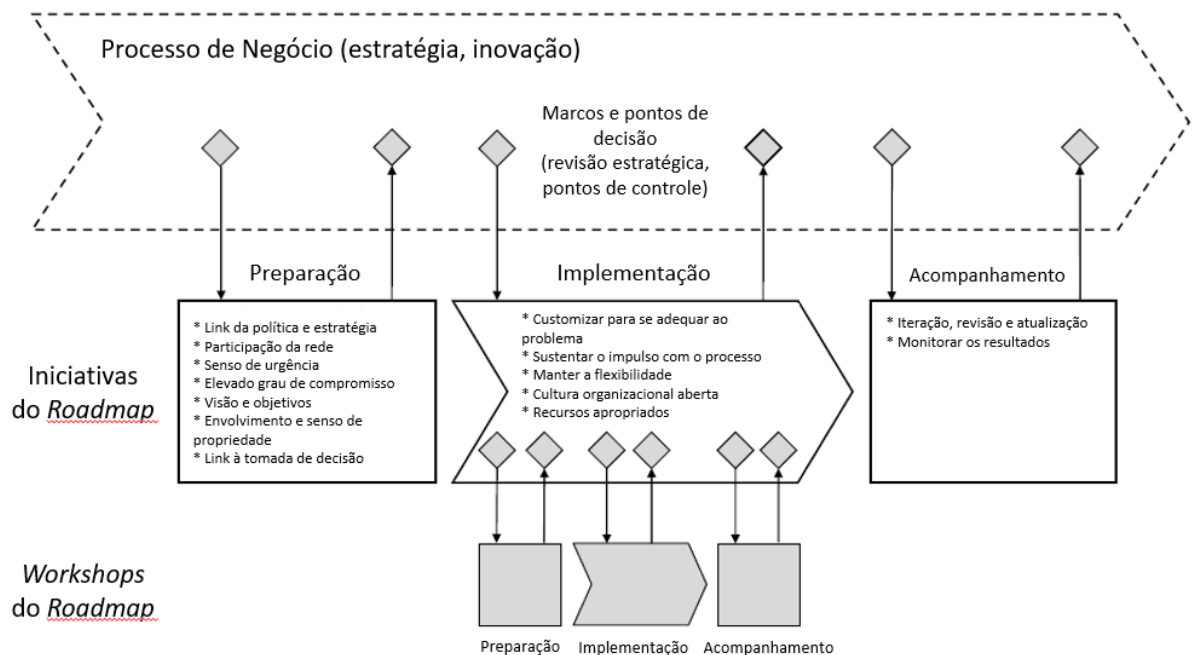 Processo de Negócio (estratégia, inovação)
Marcos e pontos de
decisão
(revisão estratégica,
pontos de controle)
Preparação
Implementação
Acompanhamento
Iniciativas
do Roadmap
* Link da política e estratégia
* Participação da rede
* Senso de urgência
* Elevado grau de compromisso
* Visão e objetivos
* Envolvimento e senso de
propriedade
* Link à tomada de decisão
* Customizar para se adequar ao
problema
* Sustentar o impulso com o processo
* Manter a flexibilidade
* Cultura organizacional aberta
* Recursos apropriados
* Iteração, revisão e atualização
* Monitorar os resultados
Workshops
do Roadmap
Preparação
Implementação
Acompanhamento